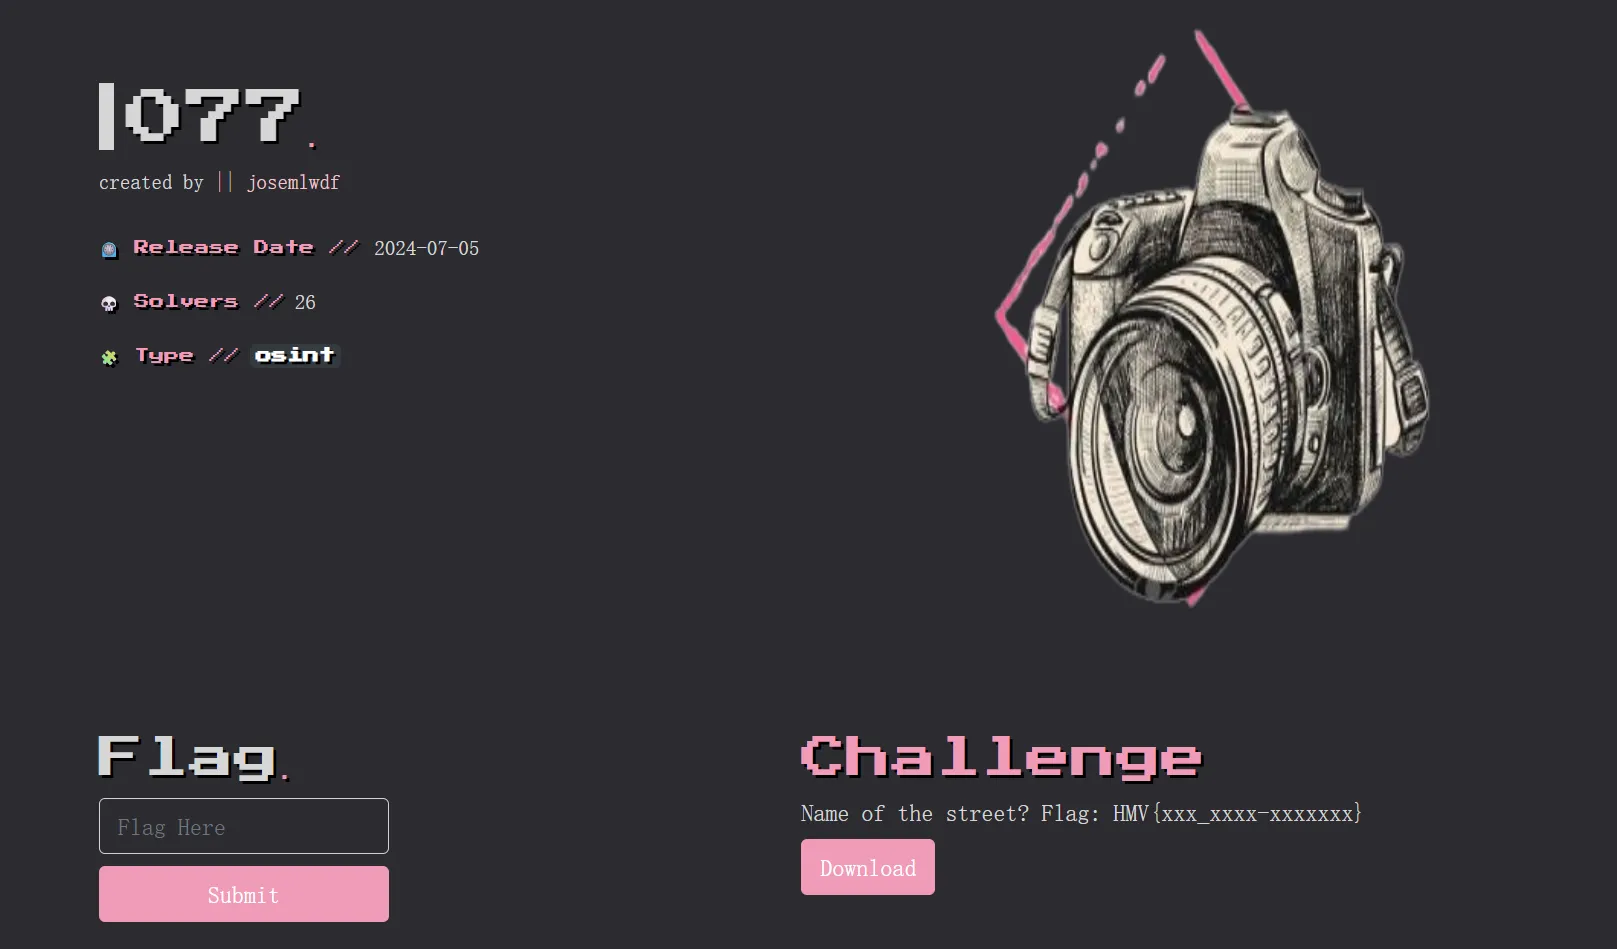 |077.
created by || josemlwdf
Release Date // 2024-07-05
Solvers // 26
Type // osint
Flag.
Flag Here
Submit
Challenge
Name of the street? Flag: HMV{xxx_xxxx-xxxxxxx}
Download